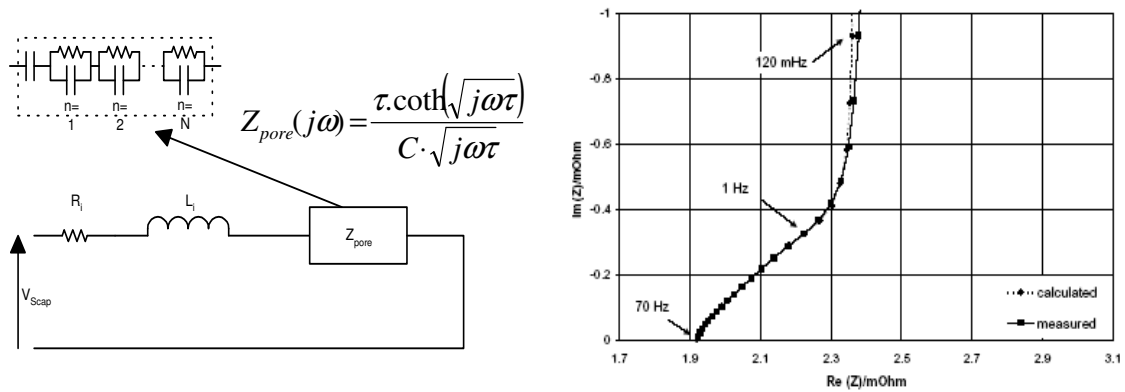 n= n= n=
1 2 N
Z_pore(jω) = τ.coth(√jωτ) / C·√jωτ
R_i L_i
Z_pore
V_Scap
-1
-0.8
-0.6
-0.4
-0.2
0
Im (Z)/mOhm
120 mHz
1 Hz
70 Hz
calculated
measured
1.7 1.9 2.1 2.3 2.5 2.7 2.9 3.1
Re (Z)/mOhm